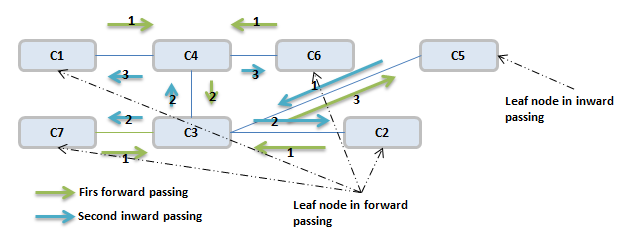 1 1
C1 C4 C6 C5
3 3
1
2 2 3
Leaf node in inward
passing
2 2
C7 C3 C2
1 1
Firs forward passing
Second inward passing
Leaf node in forward
passing